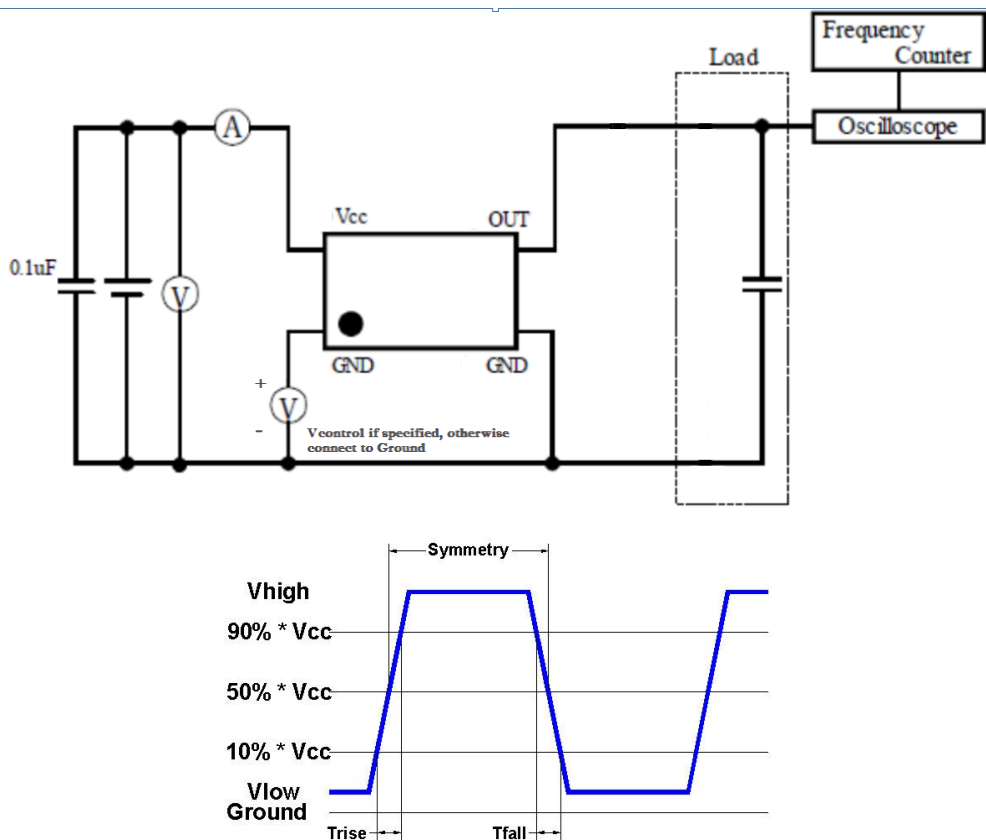 Frequency
Counter
Load
Oscilloscope
A
Vcc
OUT
0.1uF
V
GND
GND
+
V
-
Vcontrol if specified, otherwise
connect to Ground
Symmetry
Vhigh
90% * Vcc
50% * Vcc
10% * Vcc
Vlow
Ground
Trise
Tfall